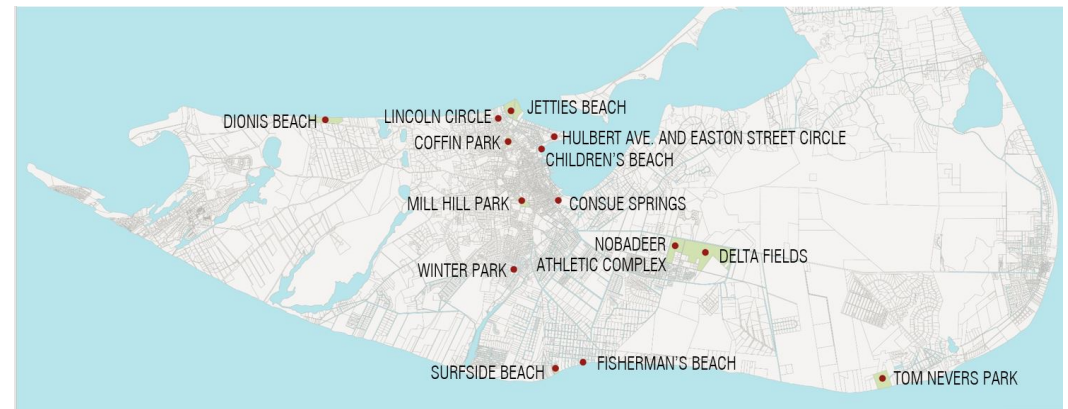 JETTIES BEACH
LINCOLN CIRCLE
DIONIS BEACH
HULBERT AVE. AND EASTON STREET CIRCLE
COFFIN PARK
CHILDREN'S BEACH
MILL HILL PARK
CONSUE SPRINGS
NOBADEER
ATHLETIC COMPLEX
DELTA FIELDS
WINTER PARK
FISHERMAN'S BEACH
SURFSIDE BEACH
TOM NEVERS PARK